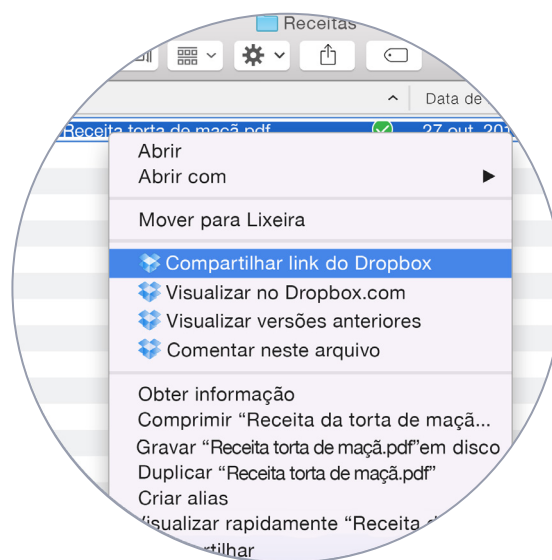 Receitas
Data de
Receita torta de maçã.pdf 27 out, 201
Abrir
Abrir com
Mover para Lixeira
Compartilhar link do Dropbox
Visualizar no Dropbox.com
Visualizar versões anteriores
Comentar neste arquivo
Obter informação
Comprimir “Receita da torta de maçã...
Gravar “Receita torta de maçã.pdf”em disco
Duplicar “Receita torta de maçã.pdf”
Criar alias
Visualizar rapidamente “Receita